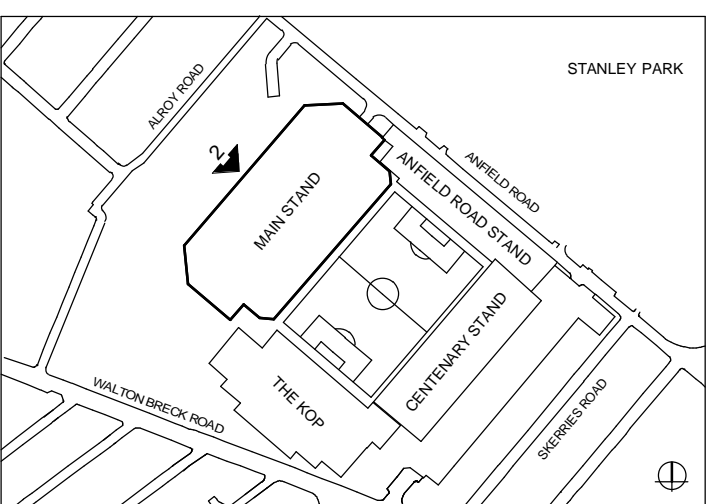 STANLEY PARK
ALROY ROAD
2
ANFIELD ROAD
ANFIELD ROAD STAND
MAIN STAND
CENTENARY STAND
THE KOP
WALTON BRECK ROAD
SKERRIES ROAD